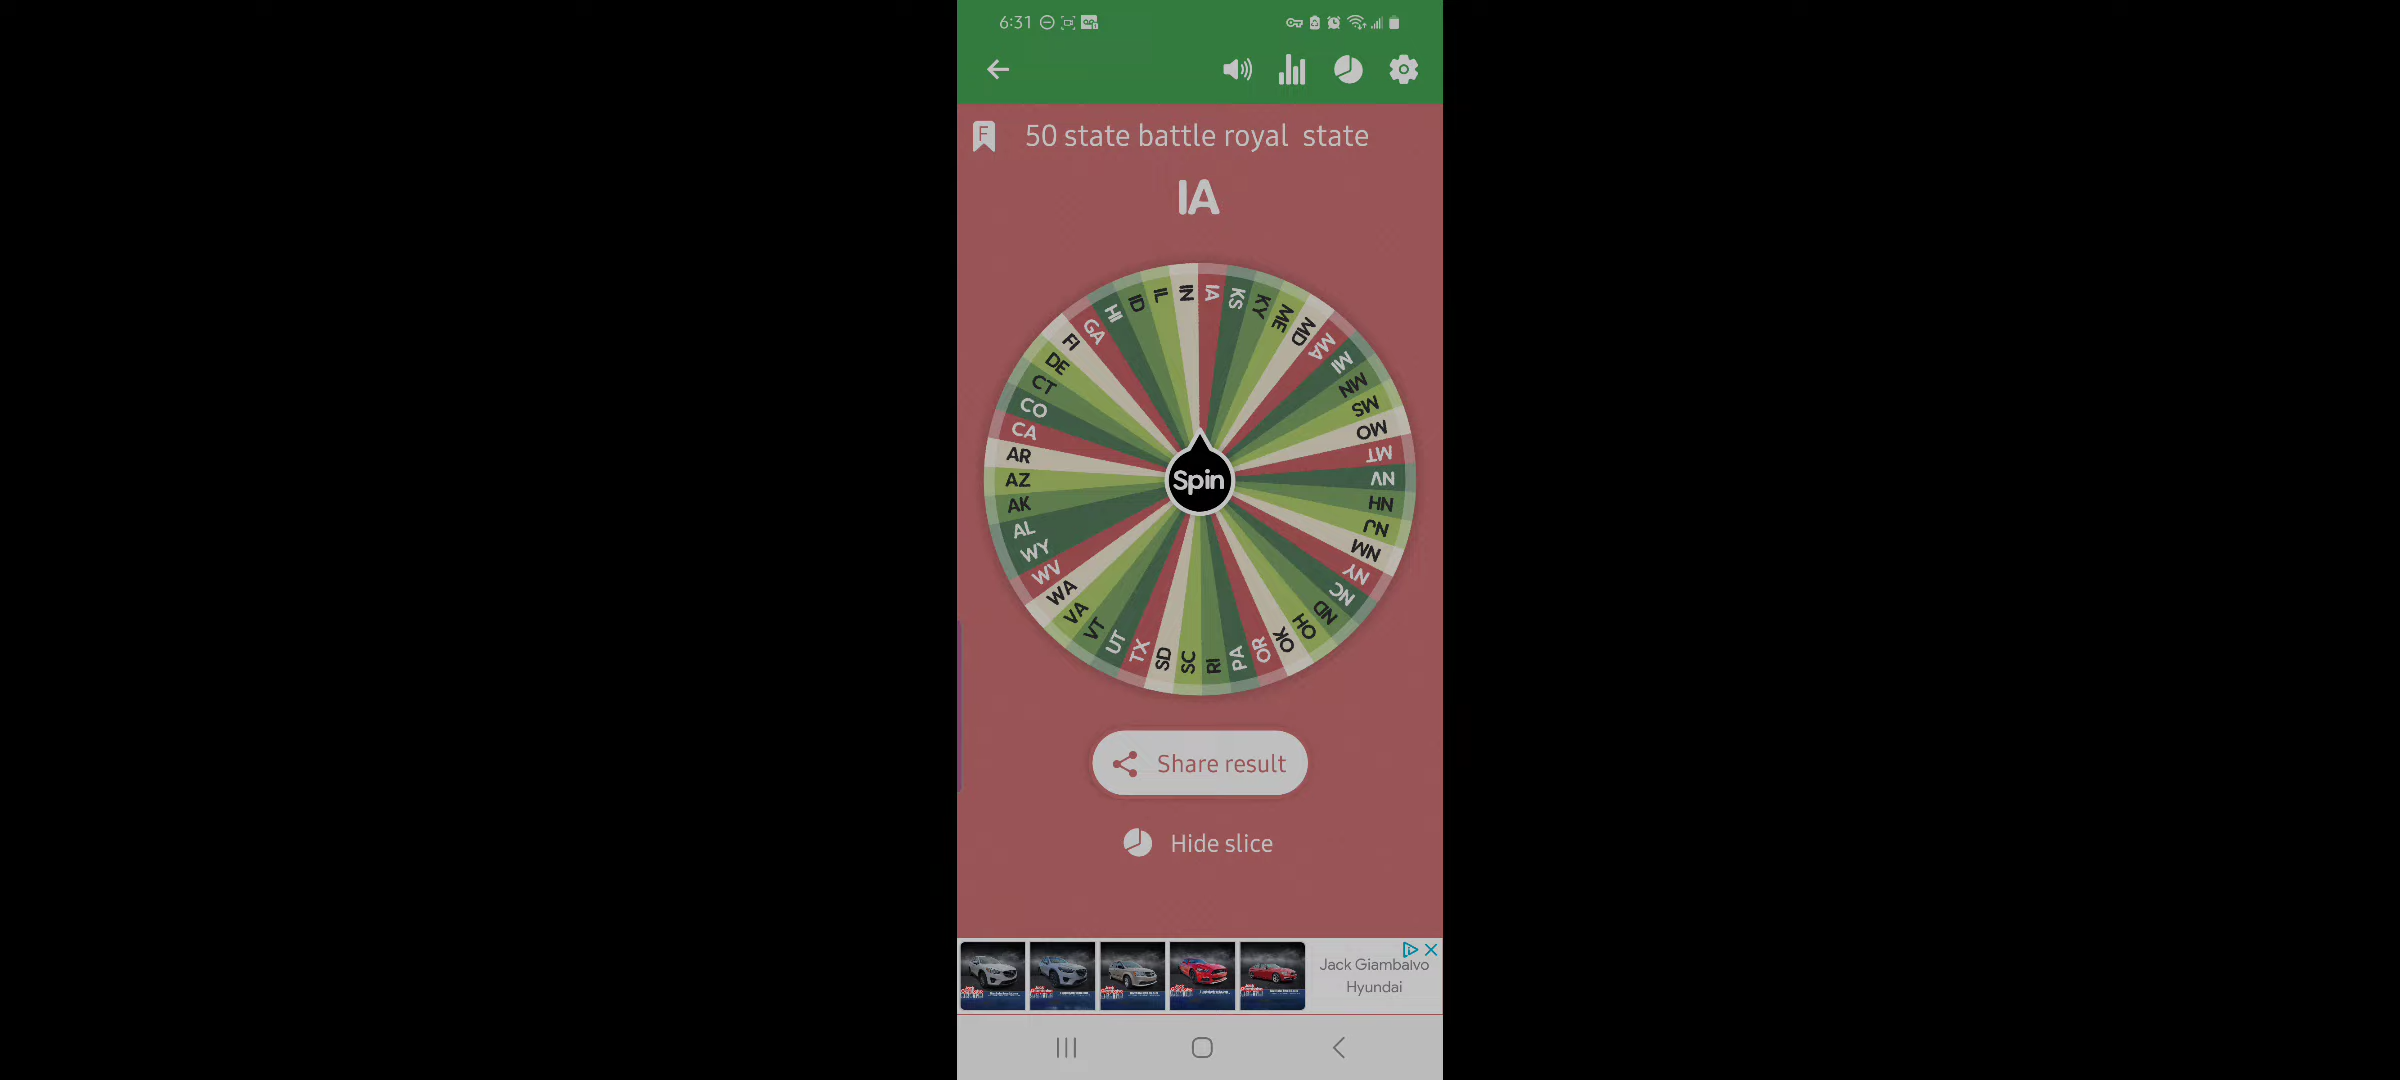 6:31
50 state battle royal  state
IA
IA
KS
KY
ME
MD
MA
MI
MN
MS
MO
MT
NV
NH
NJ
NM
NY
NC
ND
OH
OK
OR
PA
RI
SC
SD
TX
UT
VT
VA
WA
WV
WY
AL
AK
AZ
AR
CA
CO
CT
DE
FI
GA
HI
ID
IL
IN
Spin
Share result
Hide slice
Jack Giambalvo
Hyundai